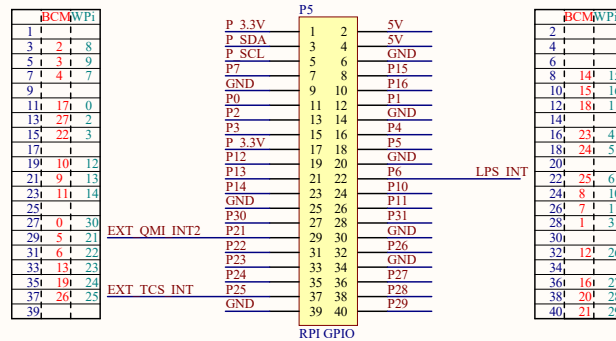 P5
BCM WPi
1
3 2 8
5 3 9
7 4 7
9
11 17 0
13 27 2
15 22 3
17
19 10 12
21 9 13
23 11 14
25
27 0 30
29 5 21
31 6 22
33 13 23
35 19 24
37 26 25
39
P_3.3V 1 2 5V
P_SDA 3 4 5V
P_SCL 5 6 GND
P7 7 8 P15
GND 9 10 P16
P0 11 12 P1
P2 13 14 GND
P3 15 16 P4
P_3.3V 17 18 P5
P12 19 20 GND
P13 21 22 P6 LPS_INT
P14 23 24 P10
GND 25 26 P11
P30 27 28 P31
EXT_QMI_INT2 P21 29 30 GND
P22 31 32 P26
P23 33 34 GND
P24 35 36 P27
EXT_TCS_INT P25 37 38 P28
GND 39 40 P29
RPI GPIO
BCM WPi
2
4
6
8 14
10 15
12 18
14
16 23 4
18 24 5
20
22 25 6
24 8
26 7
28 1
30
32 12
34
36 16
38 20
40 21